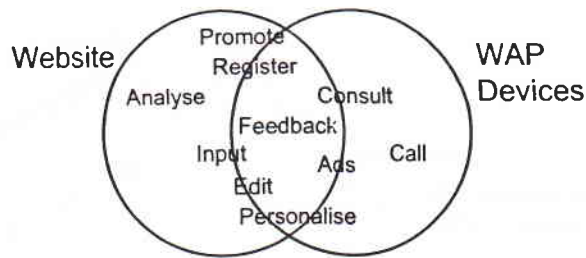 Website
Promote
Register
Analyse
Consult
Feedback
Input
Ads
Call
Edit
Personalise
WAP
Devices